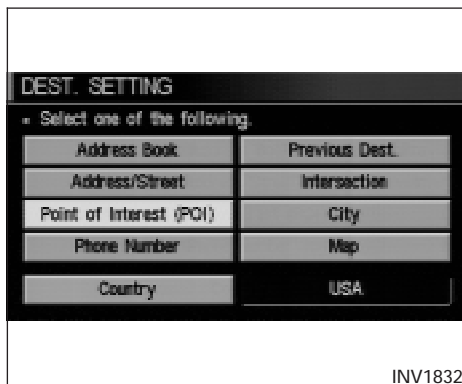 DEST. SETTING
Select one of the following.
Address Book Previous Dest.
Address/Street Intersection
Point of Interest (POI) City
Phone Number Map
Country USA
INV1832